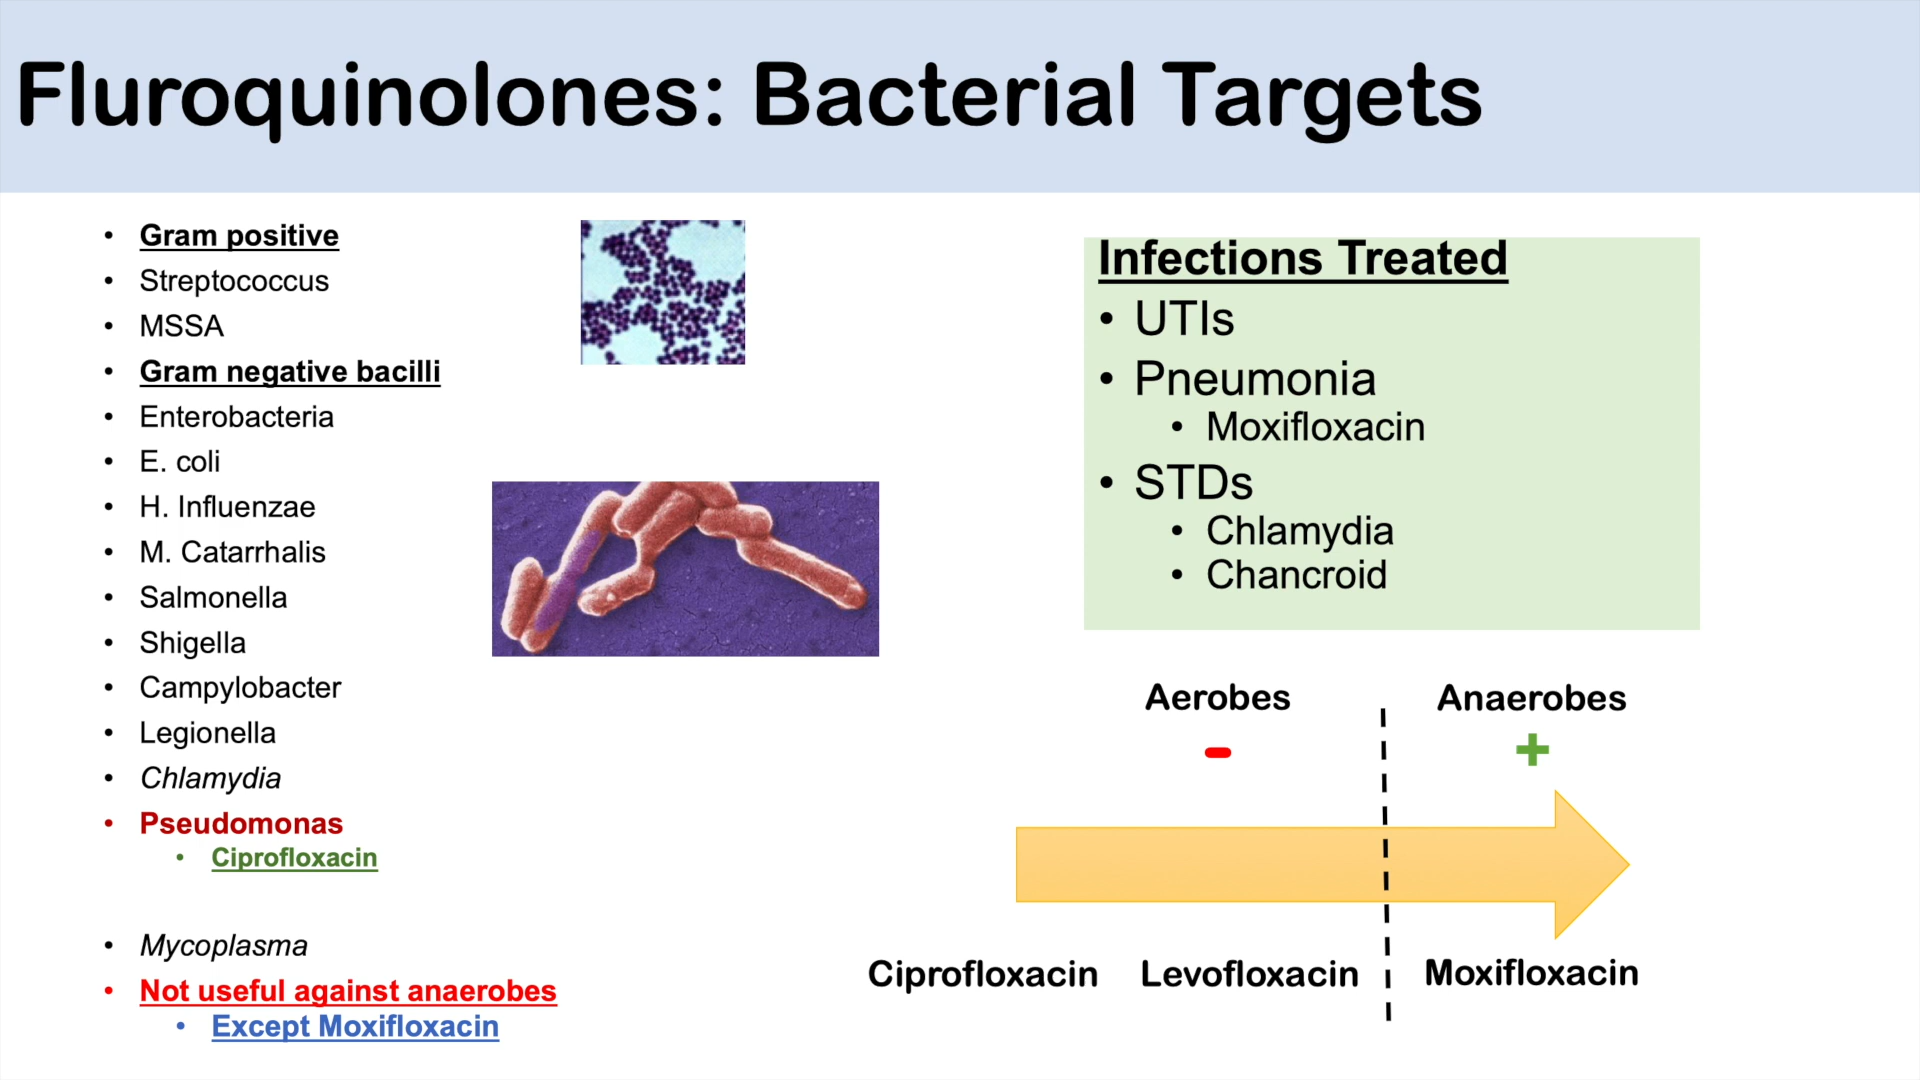 Fluroquinolones: Bacterial Targets
• Gram positive
• Streptococcus
• MSSA
• Gram negative bacilli
• Enterobacteria
• E. coli
• H. Influenzae
• M. Catarrhalis
• Salmonella
• Shigella
• Campylobacter
• Legionella
• Chlamydia
• Pseudomonas
• Ciprofloxacin
• Mycoplasma
• Not useful against anaerobes
• Except Moxifloxacin
Infections Treated
• UTIs
• Pneumonia
• Moxifloxacin
• STDs
• Chlamydia
• Chancroid
Aerobes
Anaerobes
-
+
Ciprofloxacin
Levofloxacin
Moxifloxacin